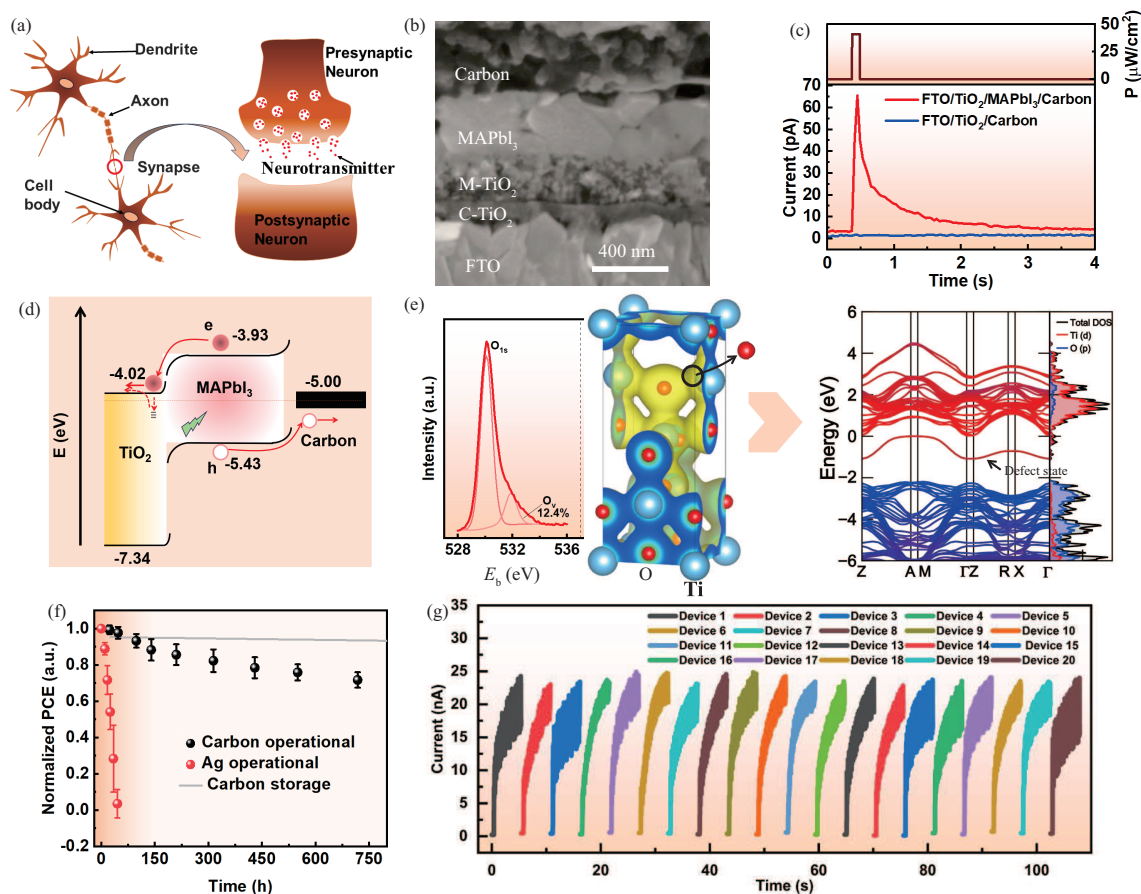 (a)
Dendrite
Axon
Synapse
Cell
body
Presynaptic
Neuron
Neurotransmitter
Postsynaptic
Neuron
(b)
Carbon
MAPbI₃
M-TiO₂
C-TiO₂
FTO
400 nm
(c)
50
0
P (μW/cm²)
FTO/TiO₂/MAPbI₃/Carbon
FTO/TiO₂/Carbon
70
60
50
40
30
20
10
0
Current (pA)
0 1 2 3 4
Time (s)
(d)
E (eV)
e
-3.93
-4.02
MAPbI₃
-5.00
TiO₂
h
-5.43
Carbon
-7.34
(e)
Intensity (a.u.)
O₁ₛ
Oᵥ
12.4%
528 530 532 534 536
E_b (eV)
O
Ti
Energy (eV)
6
4
2
0
−2
−4
−6
Total DOS
Ti (d)
O (p)
Defect state
Z A M Γ Z R X Γ
(f)
Normalized PCE (a.u.)
1.0
0.8
0.6
0.4
0.2
0.0
-0.2
Carbon operational
Ag operational
Carbon storage
0 150 300 450 600 750
Time (h)
(g)
Current (nA)
35
30
25
20
15
10
5
0
Device 1 Device 2 Device 3 Device 4 Device 5
Device 6 Device 7 Device 8 Device 9 Device 10
Device 11 Device 12 Device 13 Device 14 Device 15
Device 16 Device 17 Device 18 Device 19 Device 20
0 20 40 60 80 100
Time (s)